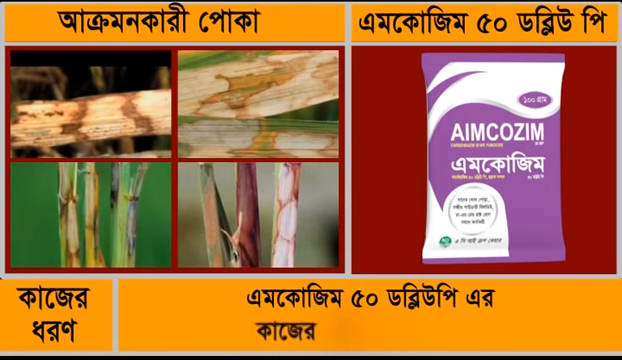 আক্রমনকারী পোকা
এমকোজিম ৫০ ডব্লিউ পি
১০০ গ্রাম
AIMCOZIM
এমকোজিম
কাজের
ধরণ
এমকোজিম ৫০ ডব্লিউপি এর
কাজের